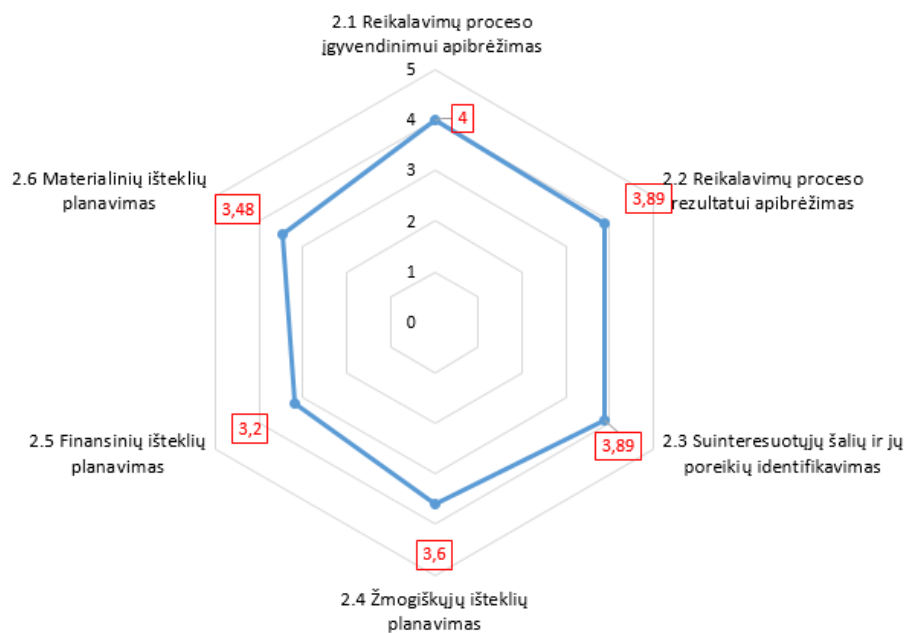 2.1 Reikalavimų proceso
įgyvendinimui apibrėžimas
5
4
4
3
2
1
0
2.2 Reikalavimų proceso
rezultatui apibrėžimas
3,89
2.3 Suinteresuotųjų šalių ir jų
poreikių identifikavimas
3,89
2.4 Žmogiškųjų išteklių
planavimas
3,6
2.5 Finansinių išteklių
planavimas
3,2
2.6 Materialinių išteklių
planavimas
3,48